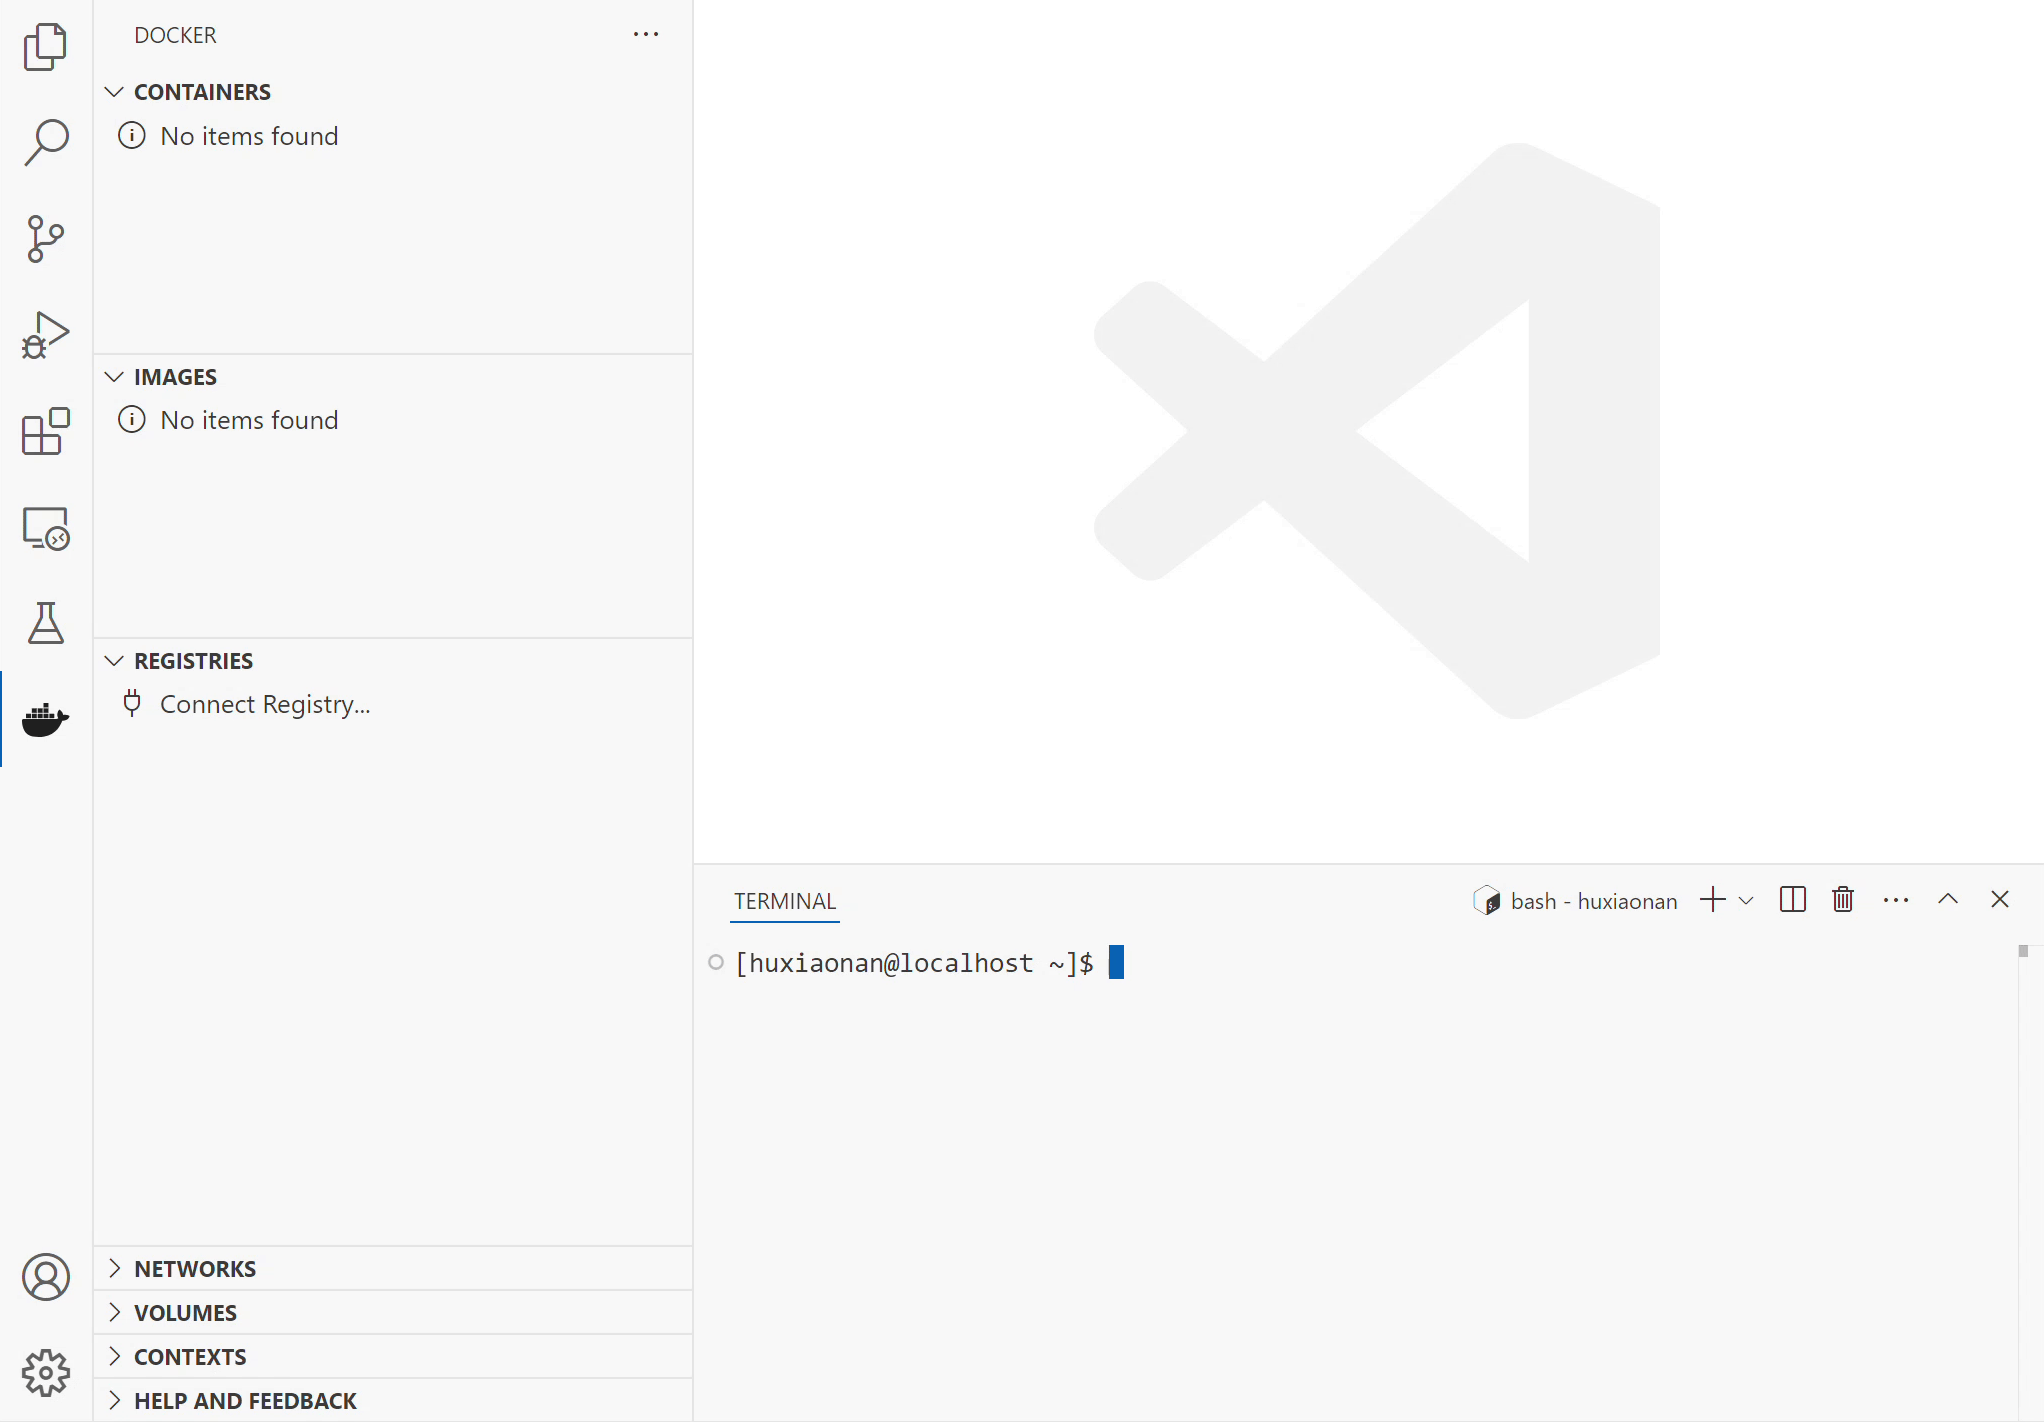 DOCKER
CONTAINERS
No items found
IMAGES
No items found
REGISTRIES
Connect Registry...
NETWORKS
VOLUMES
CONTEXTS
HELP AND FEEDBACK
TERMINAL
bash - huxiaonan
[huxiaonan@localhost ~]$